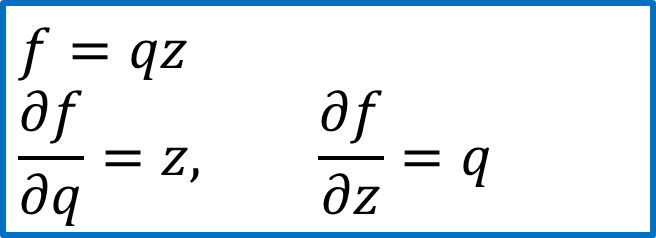 f = qz
∂f/∂q = z, ∂f/∂z = q